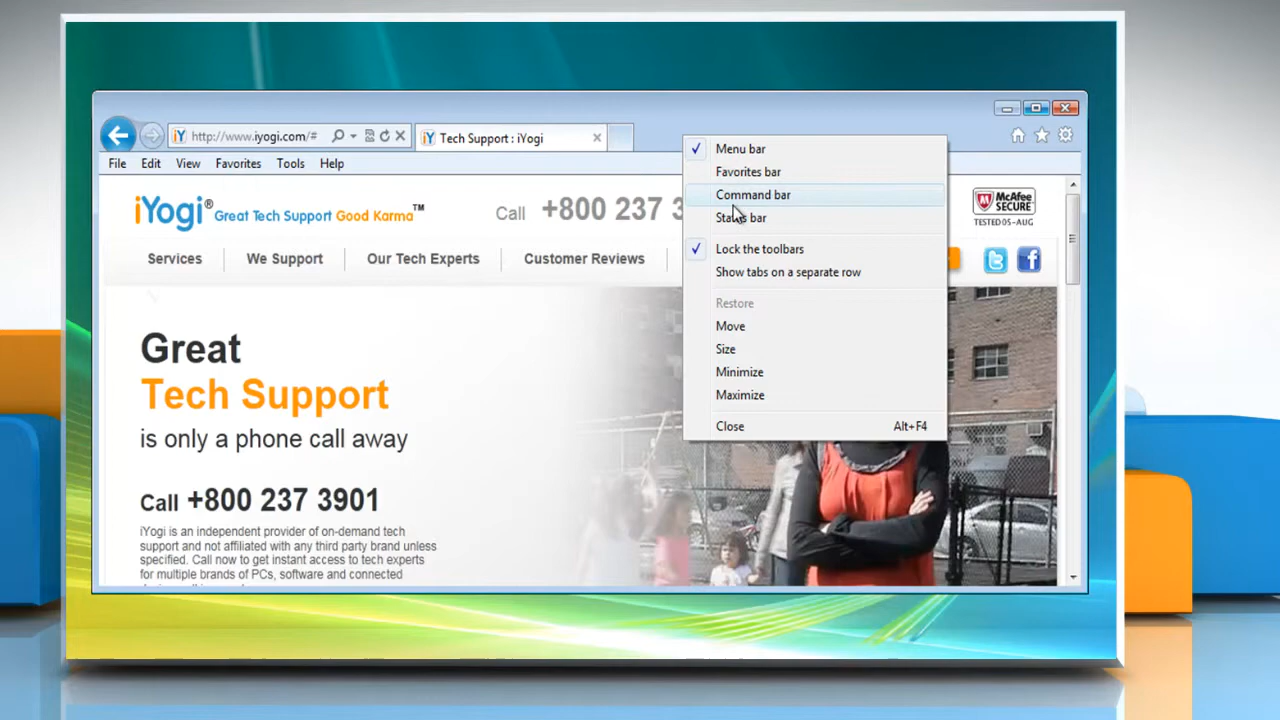 http://www.iyogi.com/#
Tech Support : iYogi
File Edit View Favorites Tools Help
iYogi® Great Tech Support Good Karma™
Call +800 237 3
McAfee
SECURE
TESTED 05-AUG
Services
We Support
Our Tech Experts
Customer Reviews
Menu bar
Favorites bar
Command bar
Status bar
Lock the toolbars
Show tabs on a separate row
Restore
Move
Size
Minimize
Maximize
Close Alt+F4
Great
Tech Support
is only a phone call away
Call +800 237 3901
iYogi is an independent provider of on-demand tech
support and not affiliated with any third party brand unless
specified. Call now to get instant access to tech experts
for multiple brands of PCs, software and connected